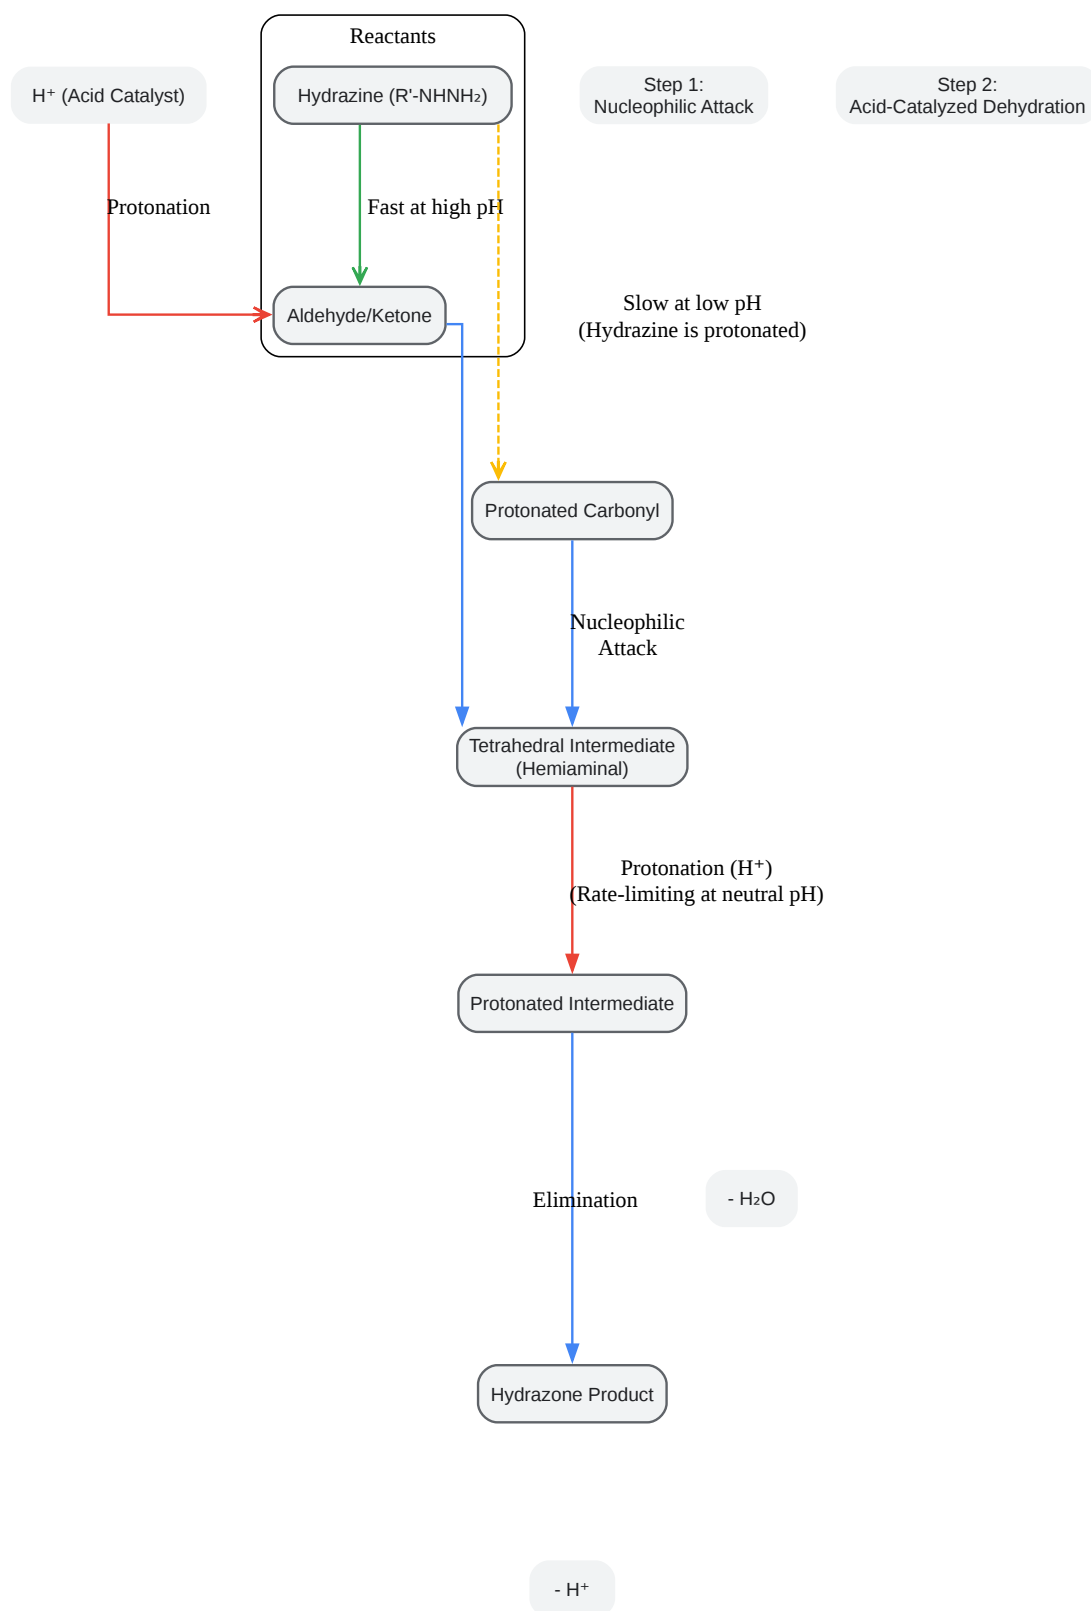 Reactants
H⁺ (Acid Catalyst)
Hydrazine (R'-NHNH₂)
Step 1:
Nucleophilic Attack
Step 2:
Acid-Catalyzed Dehydration
Protonation
Fast at high pH
Aldehyde/Ketone
Slow at low pH
(Hydrazine is protonated)
Protonated Carbonyl
Nucleophilic
Attack
Tetrahedral Intermediate
(Hemiaminal)
Protonation (H⁺)
(Rate-limiting at neutral pH)
Protonated Intermediate
Elimination
- H₂O
Hydrazone Product
- H⁺